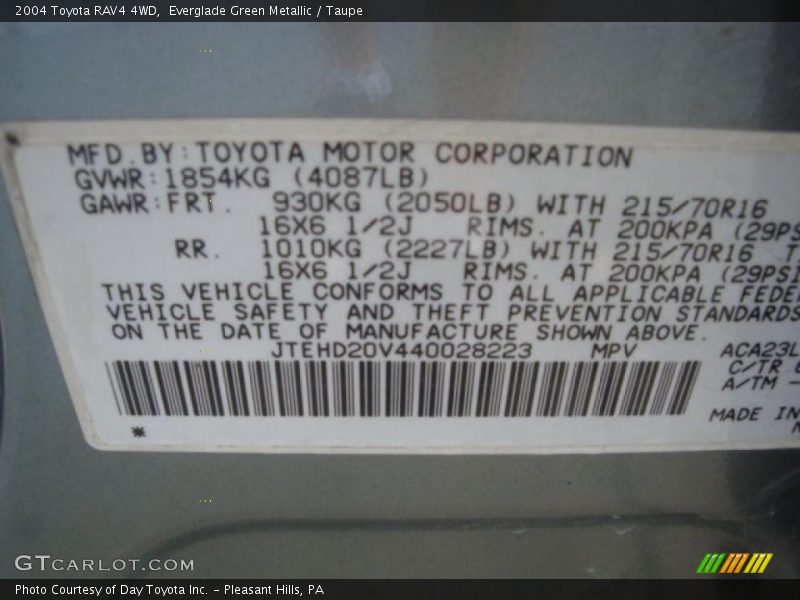 2004 Toyota RAV4 4WD,  Everglade Green Metallic / Taupe
MFD.BY:TOYOTA MOTOR CORPORATION
GVWR:1854KG (4087LB)
GAWR:FRT. 930KG (2050LB) WITH 215/70R16
16X6 1/2J RIMS. AT 200KPA (29PS
RR. 1010KG (2227LB) WITH 215/70R16 T
16X6 1/2J RIMS. AT 200KPA (29PSI
THIS VEHICLE CONFORMS TO ALL APPLICABLE FEDE
VEHICLE SAFETY AND THEFT PREVENTION STANDARDS
ON THE DATE OF MANUFACTURE SHOWN ABOVE.
JTEHD20V440028223 MPV ACA23L
C/TR
A/TM -
MADE IN
*
GTCARLOT.COM
Photo Courtesy of Day Toyota Inc. - Pleasant Hills, PA